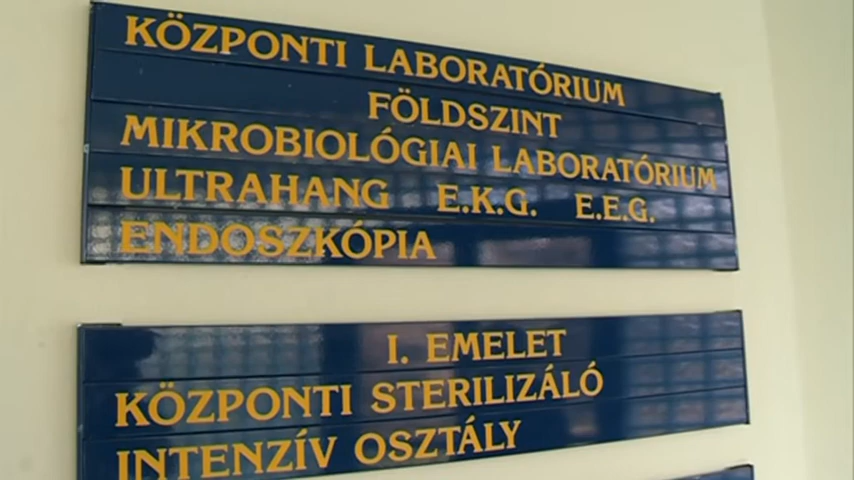 KÖZPONTI LABORATÓRIUM
FÖLDSZINT
MIKROBIOLÓGIAI LABORATÓRIUM
ULTRAHANG E.K.G. E.E.G.
ENDOSZKÓPIA
I. EMELET
KÖZPONTI STERILIZÁLÓ
INTENZÍV OSZTÁLY